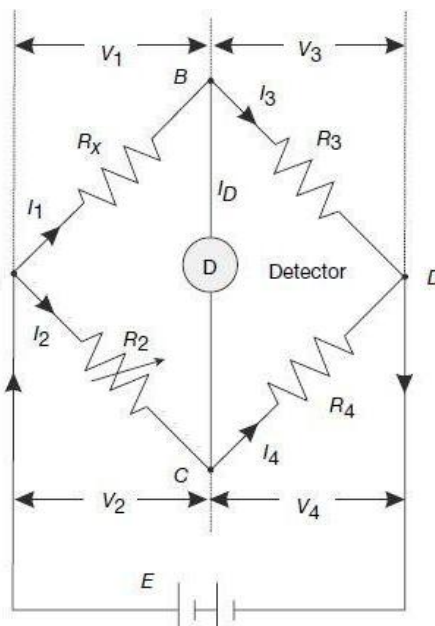 V1 V3
B
I3
Rx R3
I1 ID
D Detector
I2
R2
R4
I4
C
V2 V4
E